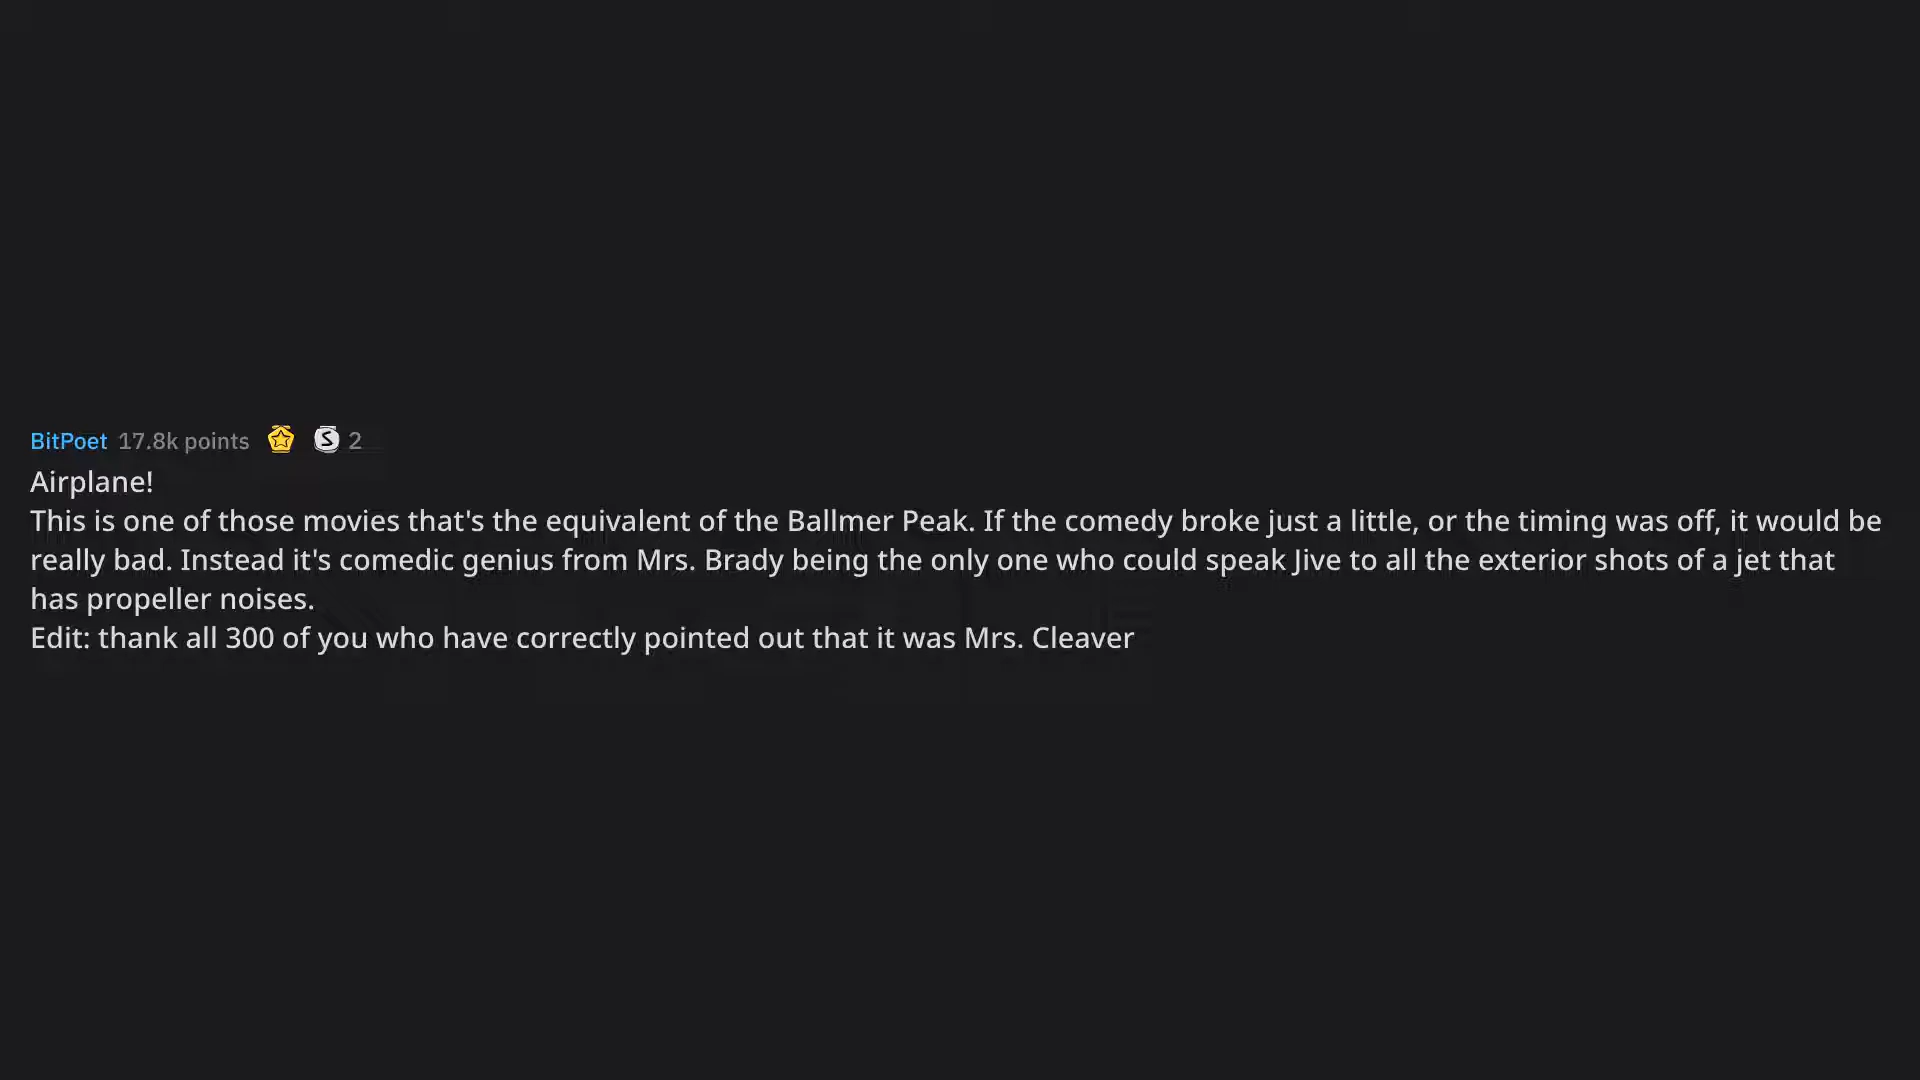 BitPoet 17.8k points S 2
Airplane!
This is one of those movies that's the equivalent of the Ballmer Peak. If the comedy broke just a little, or the timing was off, it would be
really bad. Instead it's comedic genius from Mrs. Brady being the only one who could speak Jive to all the exterior shots of a jet that
has propeller noises.
Edit: thank all 300 of you who have correctly pointed out that it was Mrs. Cleaver